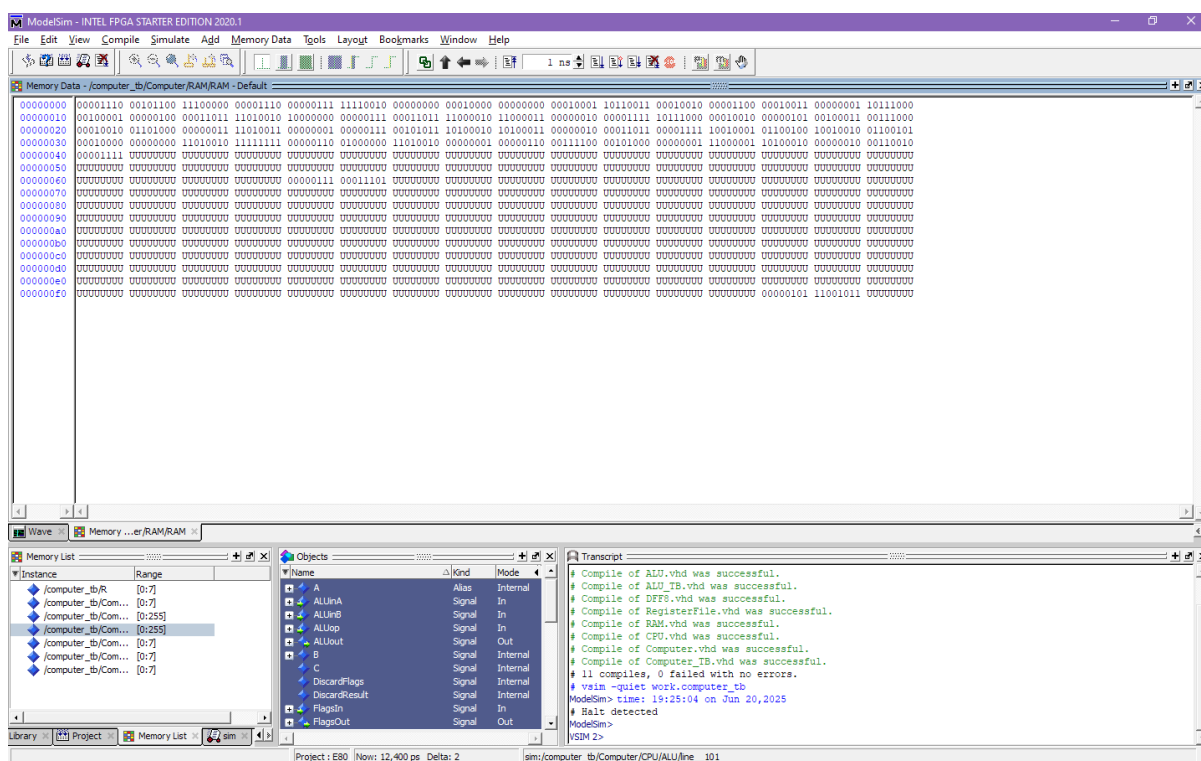 ModelSim - INTEL FPGA STARTER EDITION 2020.1
File Edit View Compile Simulate Add Memory Data Tools Layout Bookmarks Window Help
1 ns
Memory Data - /computer_tb/Computer/RAM/RAM - Default
00000000 00001110 00101100 11100000 00001110 00000111 11110010 00000000 00010000 00000000 00010001 10110011 00010010 00001100 00010011 00000001 10111000
00000010 00100001 00000100 00011011 11010010 10000000 00000111 00011011 11000010 11000011 00000010 00001111 10111000 00010010 00000101 00100011 00111000
00000020 00010010 01101000 00000011 11010011 00000001 00000111 00101011 10100010 10100011 00000010 00011011 00001111 10010001 01100100 10010010 01100101
00000030 00010000 00000000 11010010 11111111 00000110 01000000 11010010 00000001 00000110 00111100 00101000 00000001 11000001 10100010 00000010 00110010
00000040 00001111 UUUUUUUU UUUUUUUU UUUUUUUU UUUUUUUU UUUUUUUU UUUUUUUU UUUUUUUU UUUUUUUU UUUUUUUU UUUUUUUU UUUUUUUU UUUUUUUU UUUUUUUU UUUUUUUU UUUUUUUU
00000050 UUUUUUUU UUUUUUUU UUUUUUUU UUUUUUUU UUUUUUUU UUUUUUUU UUUUUUUU UUUUUUUU UUUUUUUU UUUUUUUU UUUUUUUU UUUUUUUU UUUUUUUU UUUUUUUU UUUUUUUU UUUUUUUU
00000060 UUUUUUUU UUUUUUUU UUUUUUUU UUUUUUUU 00000111 00011101 UUUUUUUU UUUUUUUU UUUUUUUU UUUUUUUU UUUUUUUU UUUUUUUU UUUUUUUU UUUUUUUU UUUUUUUU UUUUUUUU
00000070 UUUUUUUU UUUUUUUU UUUUUUUU UUUUUUUU UUUUUUUU UUUUUUUU UUUUUUUU UUUUUUUU UUUUUUUU UUUUUUUU UUUUUUUU UUUUUUUU UUUUUUUU UUUUUUUU UUUUUUUU UUUUUUUU
00000080 UUUUUUUU UUUUUUUU UUUUUUUU UUUUUUUU UUUUUUUU UUUUUUUU UUUUUUUU UUUUUUUU UUUUUUUU UUUUUUUU UUUUUUUU UUUUUUUU UUUUUUUU UUUUUUUU UUUUUUUU UUUUUUUU
00000090 UUUUUUUU UUUUUUUU UUUUUUUU UUUUUUUU UUUUUUUU UUUUUUUU UUUUUUUU UUUUUUUU UUUUUUUU UUUUUUUU UUUUUUUU UUUUUUUU UUUUUUUU UUUUUUUU UUUUUUUU UUUUUUUU
000000a0 UUUUUUUU UUUUUUUU UUUUUUUU UUUUUUUU UUUUUUUU UUUUUUUU UUUUUUUU UUUUUUUU UUUUUUUU UUUUUUUU UUUUUUUU UUUUUUUU UUUUUUUU UUUUUUUU UUUUUUUU UUUUUUUU
000000b0 UUUUUUUU UUUUUUUU UUUUUUUU UUUUUUUU UUUUUUUU UUUUUUUU UUUUUUUU UUUUUUUU UUUUUUUU UUUUUUUU UUUUUUUU UUUUUUUU UUUUUUUU UUUUUUUU UUUUUUUU UUUUUUUU
000000c0 UUUUUUUU UUUUUUUU UUUUUUUU UUUUUUUU UUUUUUUU UUUUUUUU UUUUUUUU UUUUUUUU UUUUUUUU UUUUUUUU UUUUUUUU UUUUUUUU UUUUUUUU UUUUUUUU UUUUUUUU UUUUUUUU
000000d0 UUUUUUUU UUUUUUUU UUUUUUUU UUUUUUUU UUUUUUUU UUUUUUUU UUUUUUUU UUUUUUUU UUUUUUUU UUUUUUUU UUUUUUUU UUUUUUUU UUUUUUUU UUUUUUUU UUUUUUUU UUUUUUUU
000000e0 UUUUUUUU UUUUUUUU UUUUUUUU UUUUUUUU UUUUUUUU UUUUUUUU UUUUUUUU UUUUUUUU UUUUUUUU UUUUUUUU UUUUUUUU UUUUUUUU UUUUUUUU UUUUUUUU UUUUUUUU UUUUUUUU
000000f0 UUUUUUUU UUUUUUUU UUUUUUUU UUUUUUUU UUUUUUUU UUUUUUUU UUUUUUUU UUUUUUUU UUUUUUUU UUUUUUUU UUUUUUUU UUUUUUUU UUUUUUUU 00000101 11001011 UUUUUUUU
Wave Memory ...er/RAM/RAM
Memory List
Instance Range
/computer_tb/R [0:7]
/computer_tb/Com... [0:255]
/computer_tb/Com... [0:255]
/computer_tb/Com... [0:7]
/computer_tb/Com... [0:7]
Library Project Memory List sim
Objects
Name Kind Mode
A Alias Internal
ALUinA Signal In
ALUinB Signal In
ALUop Signal In
ALUout Signal Out
B Signal Internal
C Signal Internal
DiscardFlags Signal Internal
DiscardResult Signal Internal
FlagsIn Signal In
FlagsOut Signal Out
Transcript
# Compile of ALU.vhd was successful.
# Compile of ALU_TB.vhd was successful.
# Compile of DFF8.vhd was successful.
# Compile of RegisterFile.vhd was successful.
# Compile of RAM.vhd was successful.
# Compile of CPU.vhd was successful.
# Compile of Computer.vhd was successful.
# Compile of Computer_TB.vhd was successful.
# 11 compiles, 0 failed with no errors.
# vsim -quiet work.computer_tb
ModelSim> time: 19:25:04 on Jun 20,2025
# Halt detected
ModelSim>
VSIM 2>
Project : E80 Now: 12,400 ps Delta: 2 sim:/computer_tb/Computer/CPU/ALU/line__101